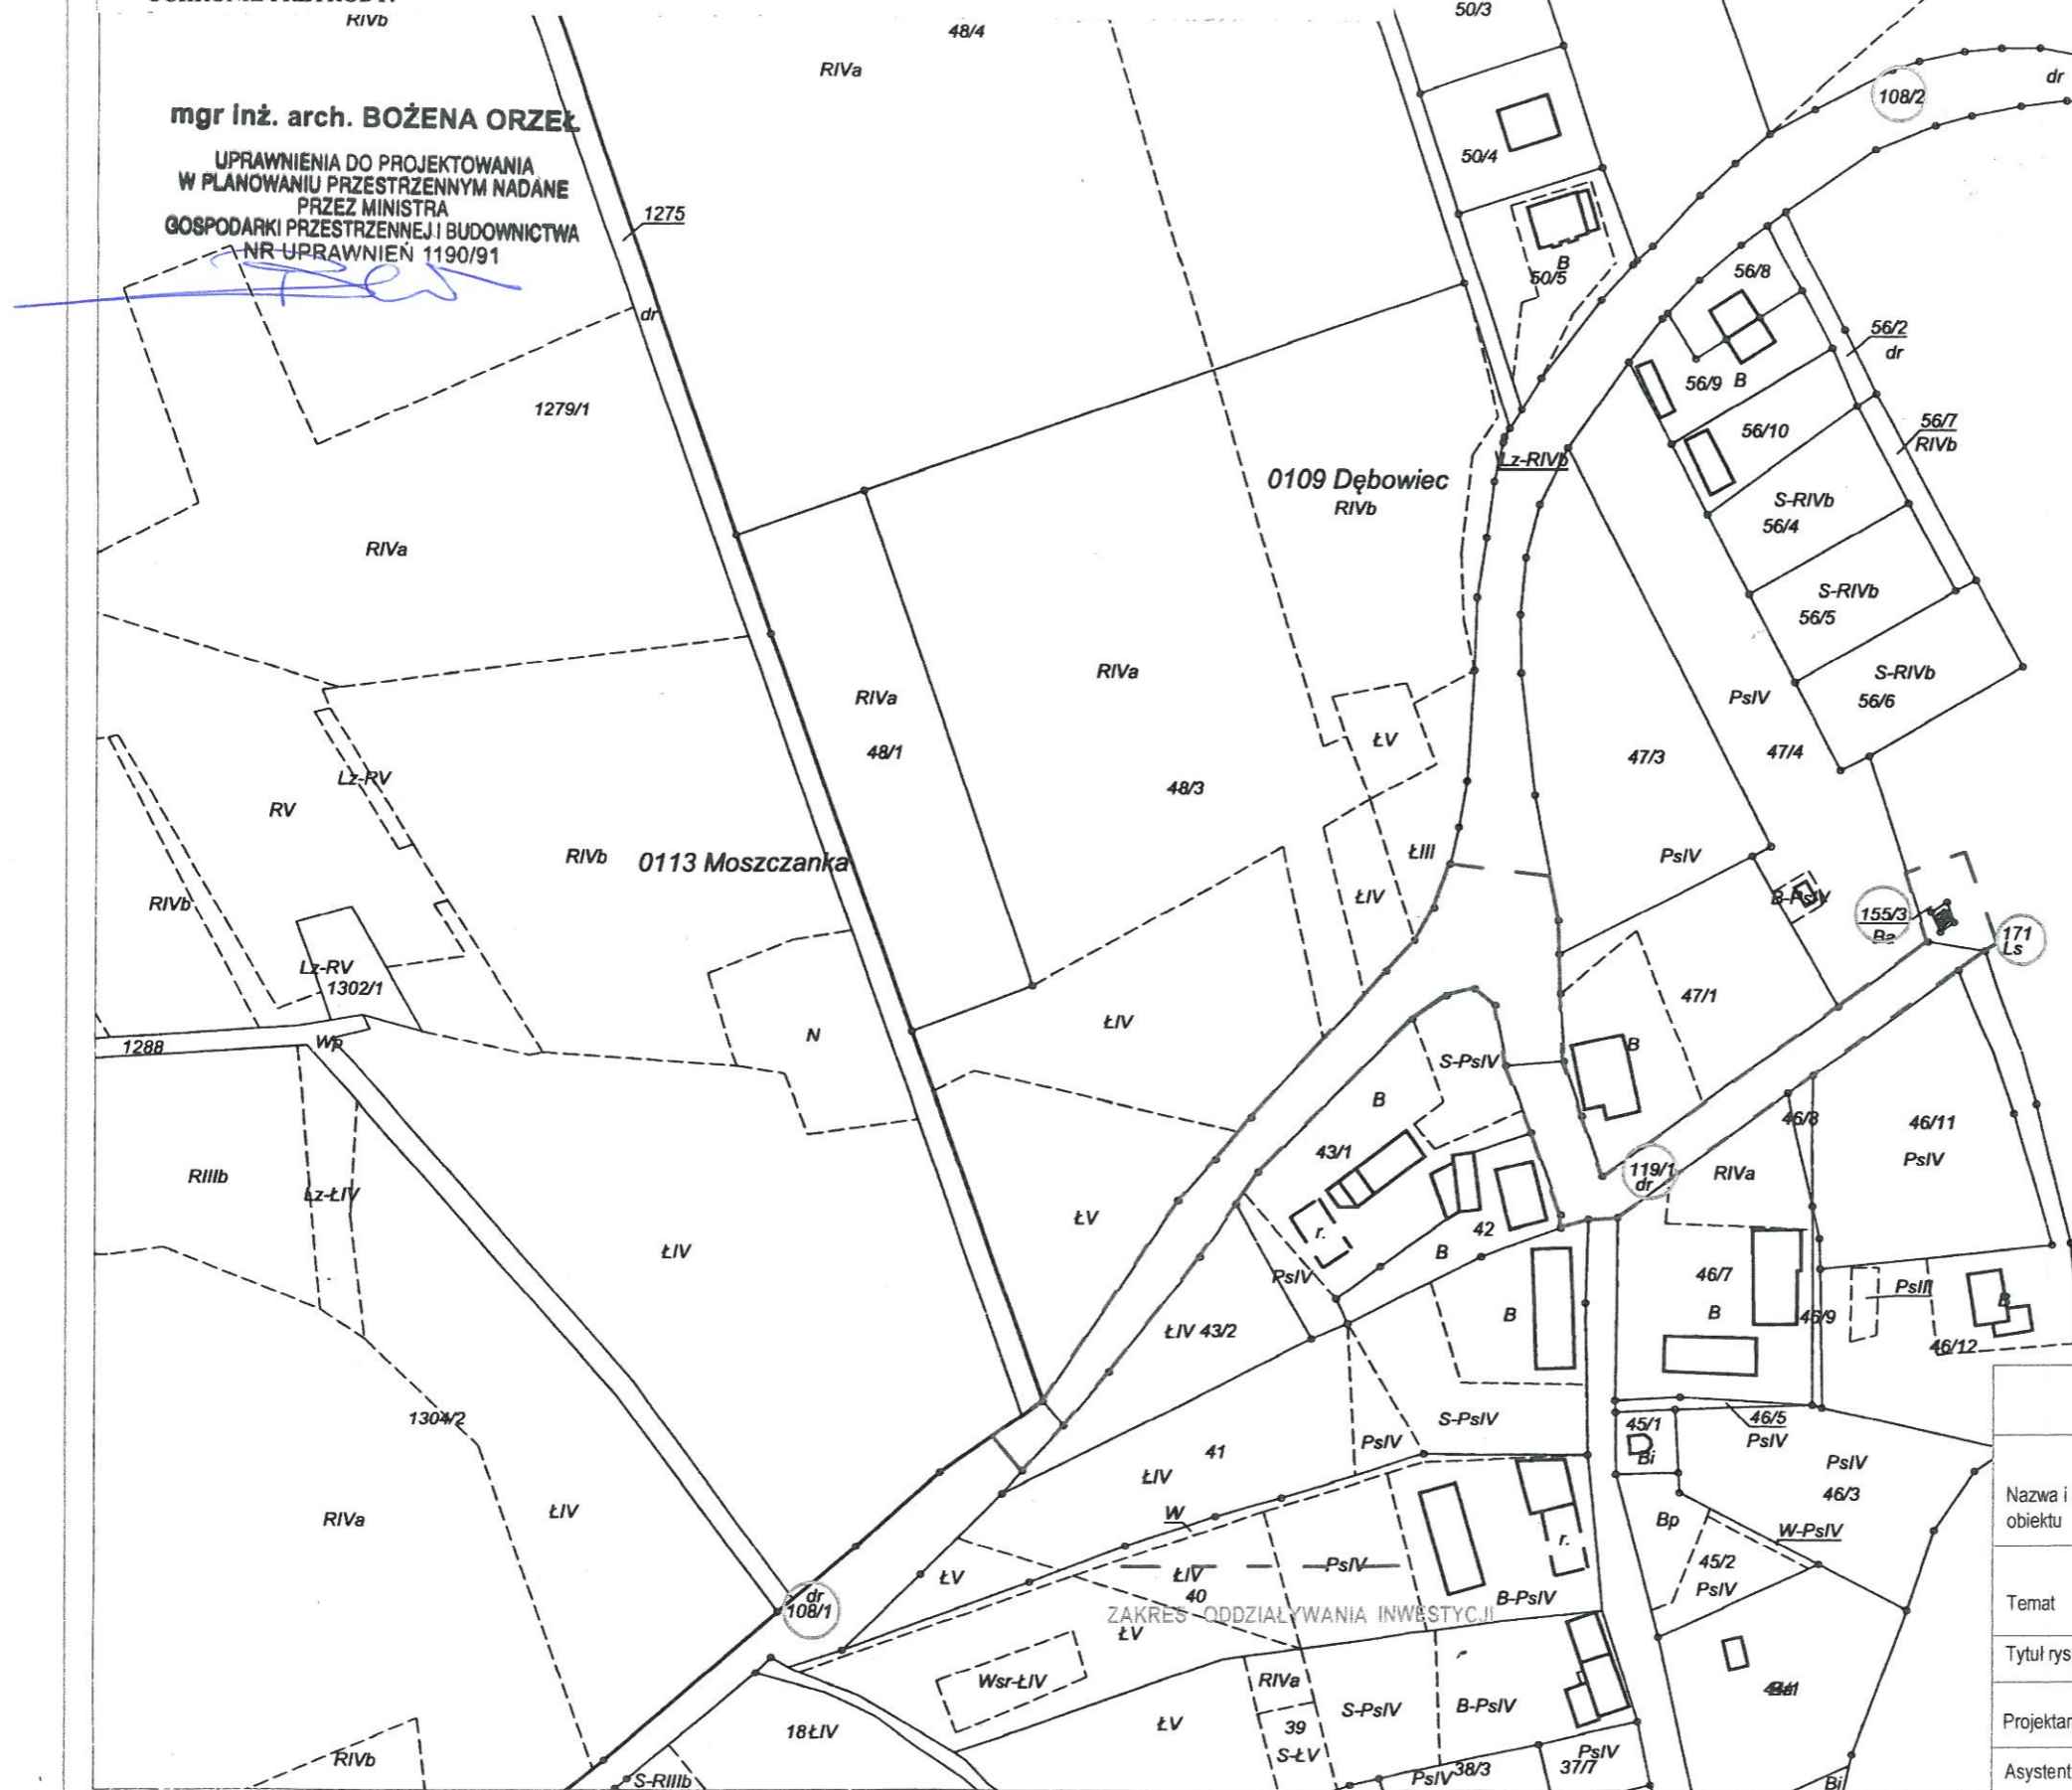 RIVb
48/4
50/3
RIVa
dr
108/2
mgr inż. arch. BOŻENA ORZEŁ
UPRAWNIENIA DO PROJEKTOWANIA
W PLANOWANIU PRZESTRZENNYM NADANE
PRZEZ MINISTRA
GOSPODARKI PRZESTRZENNEJ I BUDOWNICTWA
NR UPRAWNIEŃ 1190/91
50/4
1275
B
50/5
56/8
dr
56/2
dr
56/9 B
1279/1
56/10
56/7
RIVb
0109 Dębowiec
RIVb
Lz-RIVb
S-RIVb
56/4
RIVa
S-RIVb
56/5
RIVa
RIVa
S-RIVb
56/6
PsIV
48/1
ŁV
47/3
47/4
48/3
Lz-RV
RV
RIVb
0113 Moszczanka
ŁIII
PsIV
RIVb
ŁIV
B-PsIV
155/3
Ba
171
Ls
Lz-RV
1302/1
47/1
N
ŁIV
1288
Wp
S-PsIV
B
B
46/8
46/11
PsIV
43/1
RIIIb
119/1
dr
RIVa
Lz-ŁIV
ŁV
42
r.
B
ŁIV
PsIV
46/7
PsIII
B
B
B
46/9
ŁIV 43/2
46/12
1304/2
S-PsIV
45/1
46/5
PsIV
PsIV
41
ŁIV
Bi
PsIV
46/3
Nazwa i
obiektu
RIVa
ŁIV
W
Bp
W-PsIV
r.
45/2
PsIV
ŁV
ŁIV
PsIV
40
B-PsIV
dr
108/1
Temat
ZAKRES ODDZIAŁYWANIA INWESTYCJI
ŁV
Tytuł rys
Wsr-ŁIV
RIVa
S-PsIV
B-PsIV
18ŁIV
ŁV
39
S-ŁV
Projektan
RIVb
S-RIIIb
PsIV
38/3
PsIV
37/7
Bi
Asystent